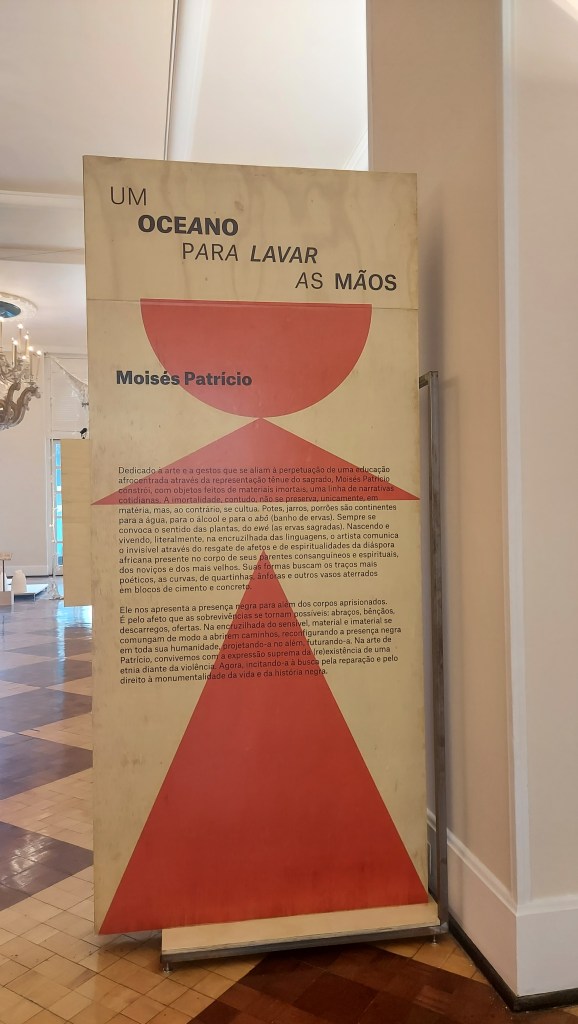 UM
OCEANO
PARA LAVAR
AS MÃOS
Moisés Patrício
Dedicado a arte e a gestos que se aliam à perpetuação de uma educação
afrocentrada através da representação tênue do sagrado, Moisés Patrício
constrói, com objetos feitos de materiais imortais, uma linha de narrativas
cotidianas. A imortalidade, contudo, não se preserva, unicamente, em
matéria, mas, ao contrário, se cultua. Potes, jarros, porrões são continentes
para a água, para o álcool e para o abô (banho de ervas). Sempre se
convoca o sentido das plantas, do ewé (as ervas sagradas). Nascendo e
vivendo, literalmente, na encruzilhada das linguagens, o artista comunica
o invisível através do resgate de afetos e de espiritualidades da diáspora
africana presente no corpo de seus parentes consanguíneos e espirituais,
dos noviços e dos mais velhos. Suas formas buscam os traços mais
poéticos, as curvas, de quartinhas, ânforas e outros vasos aterrados
em blocos de cimento e concreto.
Ele nos apresenta a presença negra para além dos corpos aprisionados.
É pelo afeto que as sobrevivências se tornam possíveis: abraços, bênçãos,
descarregos, ofertas. Na encruzilhada do sensível, material e imaterial se
comungam de modo a abrirem caminhos, reconfigurando a presença negra
em toda sua humanidade, projetando-a no além, futurando-a. Na arte de
Patrício, convivemos com a expressão suprema da (re)existência de uma
etnia diante da violência. Agora, incitando-a à busca pela reparação e pelo
direito à monumentalidade da vida e da história negra.